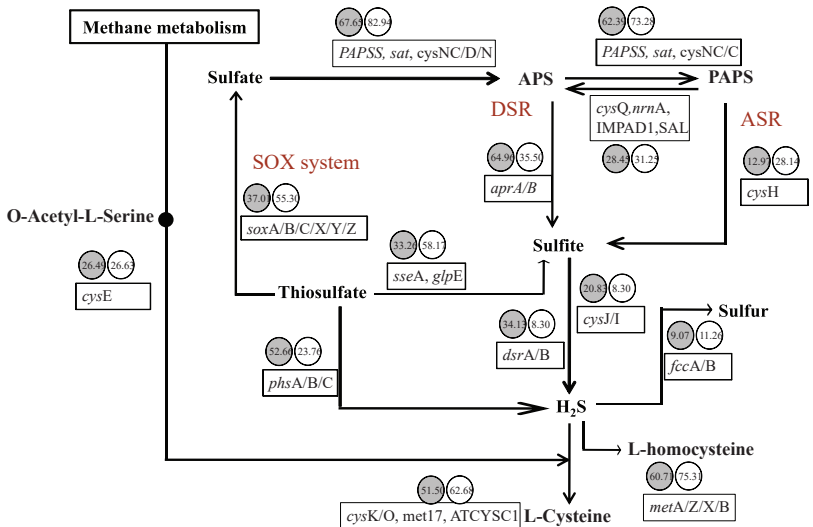 Methane metabolism
67.65 82.94
62.39 73.28
PAPSS, sat, cysNC/D/N
PAPSS, sat, cysNC/C
Sulfate
APS
PAPS
cysQ,nrnA,
IMPAD1,SAL
DSR
ASR
28.45 31.25
64.96 35.50
12.97 28.14
SOX system
aprA/B
cysH
37.01 55.30
O-Acetyl-L-Serine
soxA/B/C/X/Y/Z
33.26 58.17
Sulfite
26.49 26.63
sseA, glpE
cysE
Thiosulfate
20.83 8.30
cysJ/I
Sulfur
34.13 8.30
9.07 11.26
52.66 23.76
dsrA/B
fccA/B
phsA/B/C
H₂S
L-homocysteine
51.50 62.68
60.71 75.31
cysK/O, met17, ATCYSC1
L-Cysteine
metA/Z/X/B